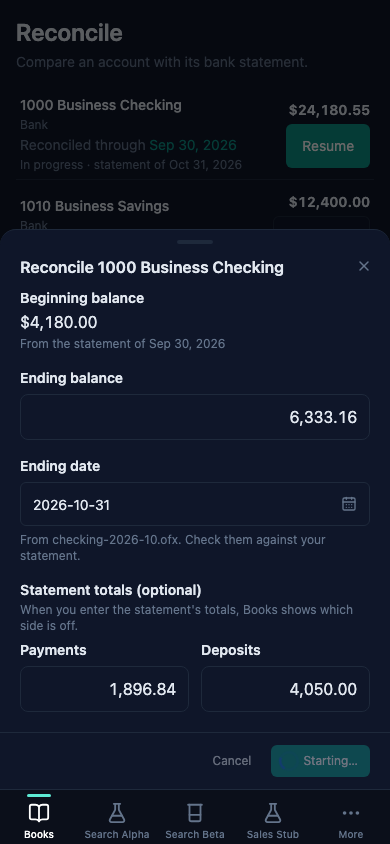 Reconcile
Compare an account with its bank statement.
1000 Business Checking
$24,180.55
Bank
Reconciled through Sep 30, 2026
Resume
In progress · statement of Oct 31, 2026
1010 Business Savings
$12,400.00
Bank
Reconcile 1000 Business Checking
Beginning balance
$4,180.00
From the statement of Sep 30, 2026
Ending balance
6,333.16
Ending date
2026-10-31
From checking-2026-10.ofx. Check them against your
statement.
Statement totals (optional)
When you enter the statement's totals, Books shows which
side is off.
Payments
Deposits
1,896.84
4,050.00
Cancel
Starting…
Books
Search Alpha
Search Beta
Sales Stub
More